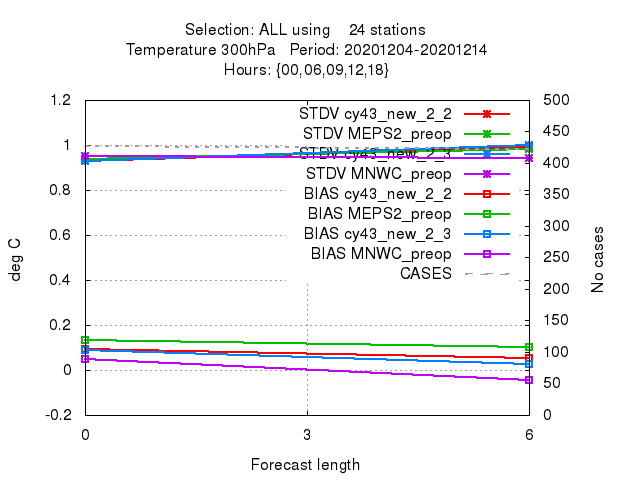 Selection: ALL using 24 stations
Temperature 300hPa Period: 20201204-20201214
Hours: {00,06,09,12,18}
1.2
1
0.8
0.6
0.4
0.2
0
-0.2
deg C
500
450
400
350
300
250
200
150
100
50
0
No cases
STDV cy43_new_2_2
STDV MEPS2_preop
STDV cy43_new_2_3
STDV MNWC_preop
BIAS cy43_new_2_2
BIAS MEPS2_preop
BIAS cy43_new_2_3
BIAS MNWC_preop
CASES
0 3 6
Forecast length